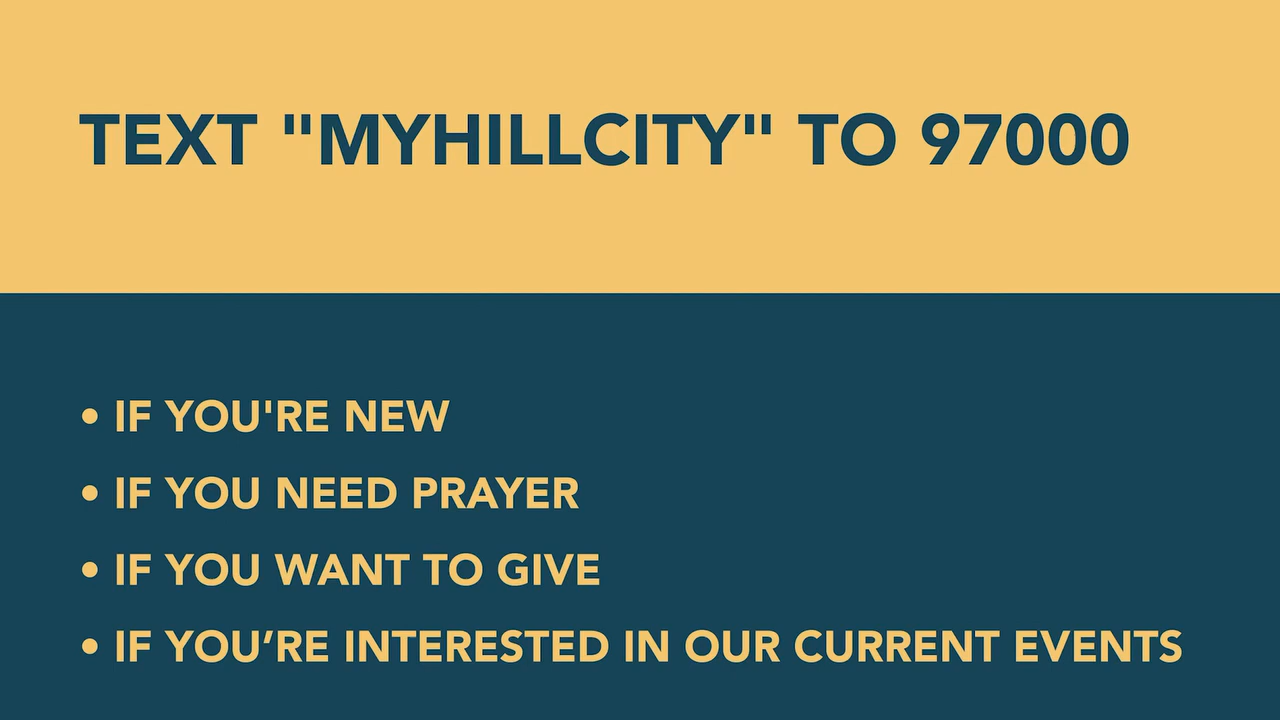 TEXT "MYHILLCITY" TO 97000
• IF YOU'RE NEW
• IF YOU NEED PRAYER
• IF YOU WANT TO GIVE
• IF YOU’RE INTERESTED IN OUR CURRENT EVENTS